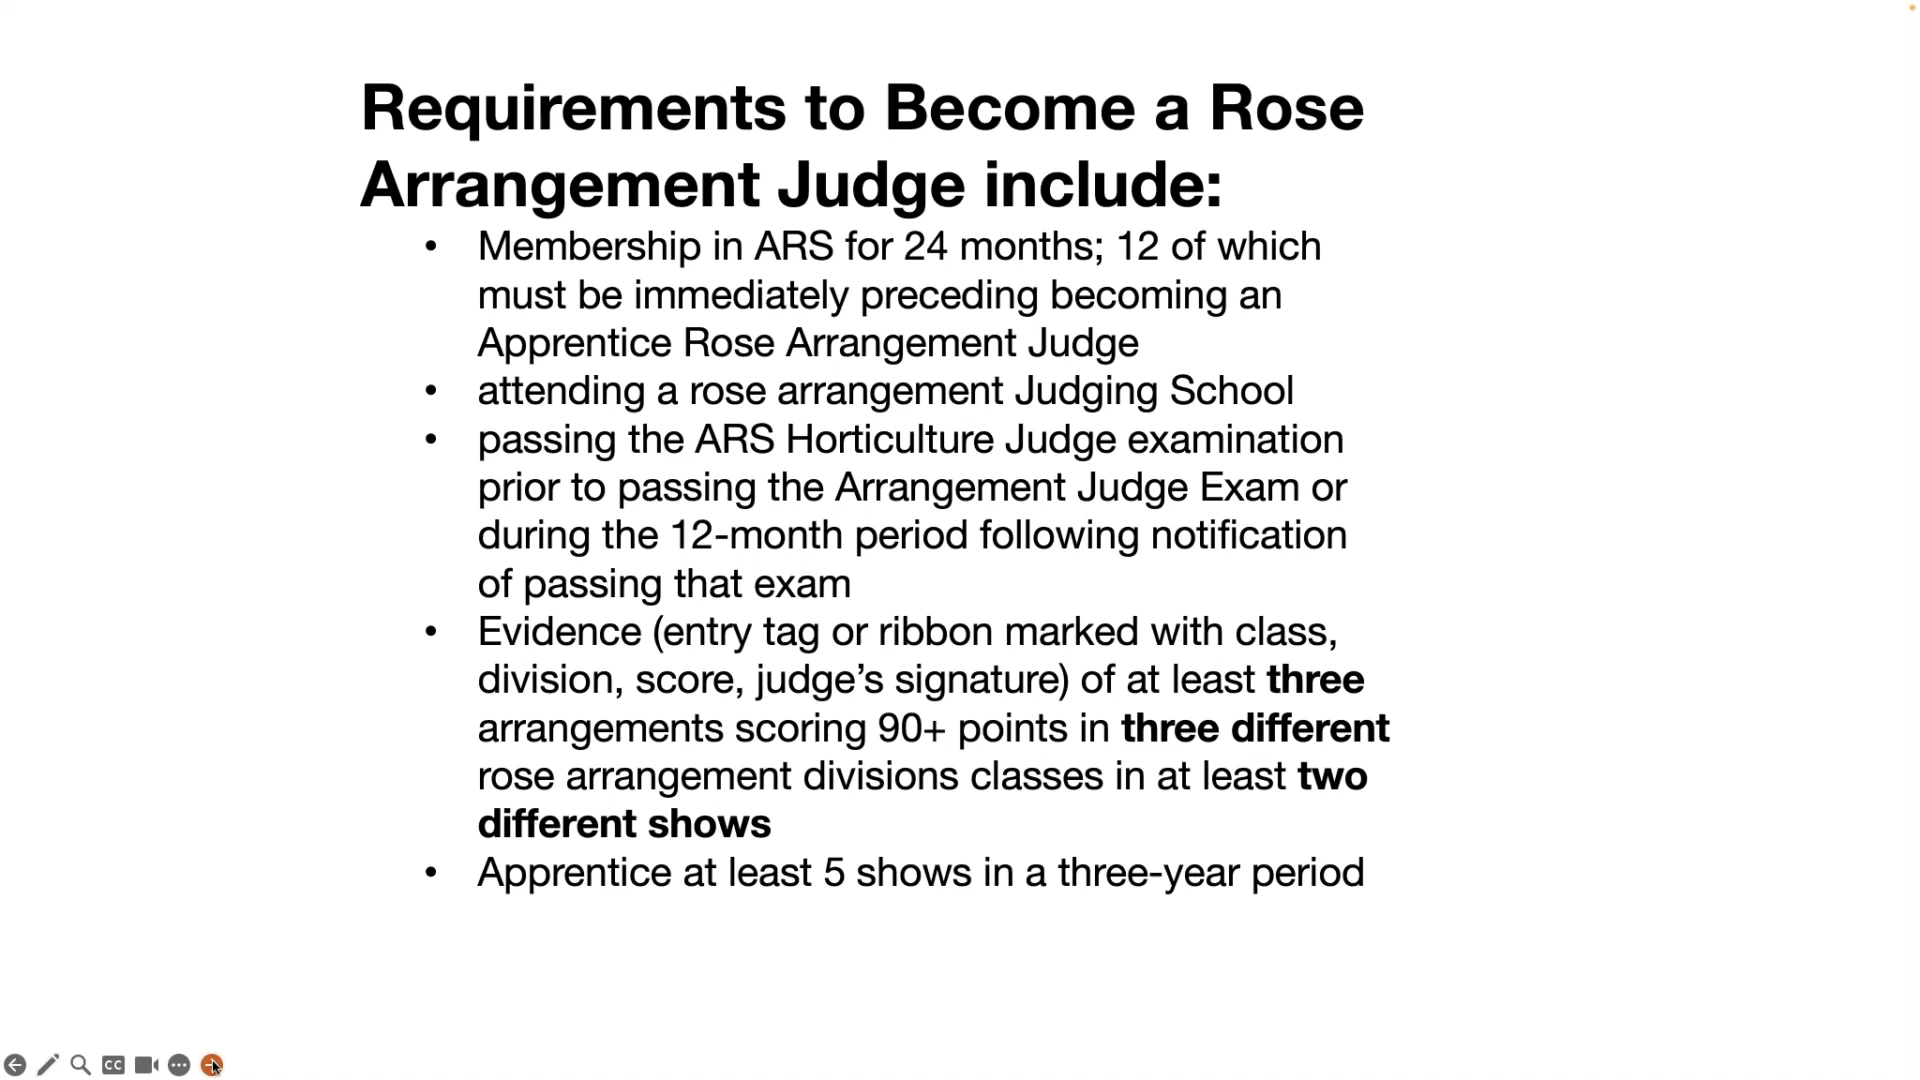 Requirements to Become a Rose
Arrangement Judge include:
• Membership in ARS for 24 months; 12 of which
must be immediately preceding becoming an
Apprentice Rose Arrangement Judge
• attending a rose arrangement Judging School
• passing the ARS Horticulture Judge examination
prior to passing the Arrangement Judge Exam or
during the 12-month period following notification
of passing that exam
• Evidence (entry tag or ribbon marked with class,
division, score, judge’s signature) of at least three
arrangements scoring 90+ points in three different
rose arrangement divisions classes in at least two
different shows
• Apprentice at least 5 shows in a three-year period
CC